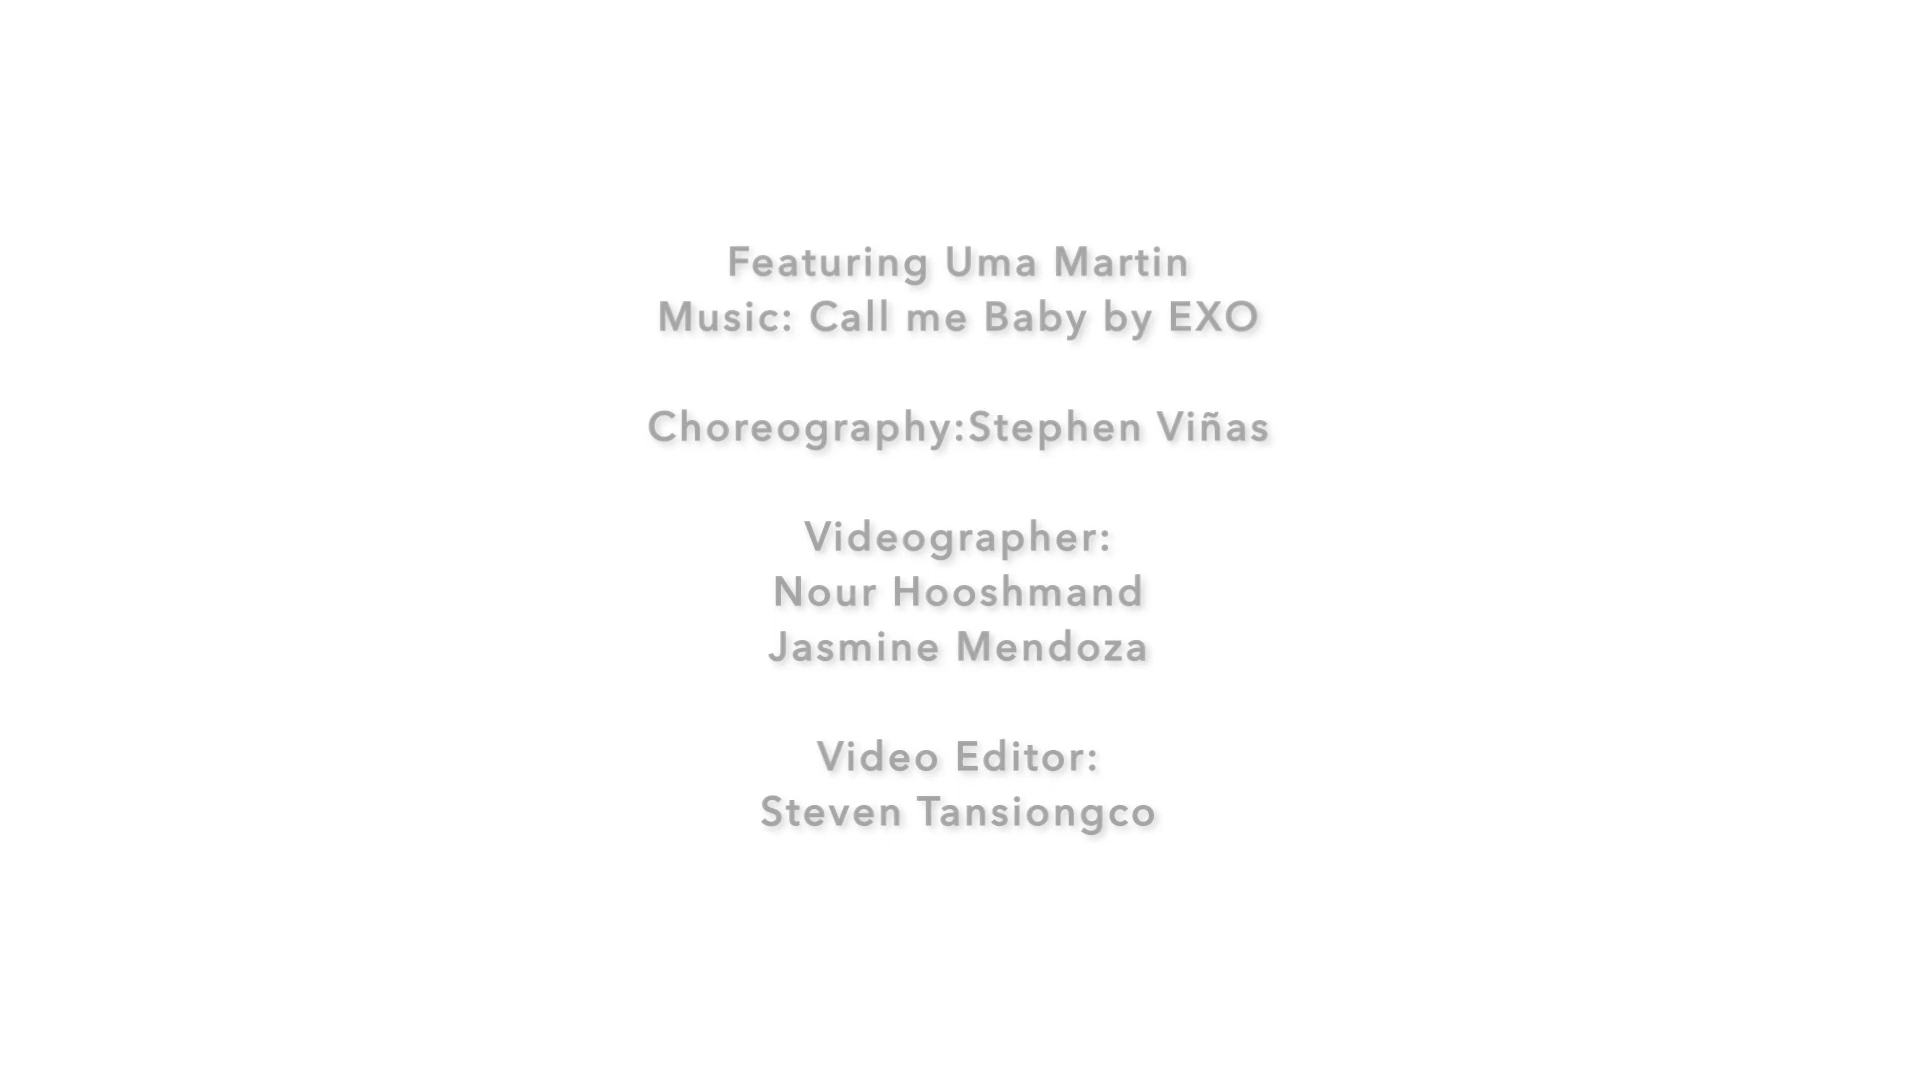 Featuring Uma Martin
Music: Call me Baby by EXO
Choreography:Stephen Viñas
Videographer:
Nour Hooshmand
Jasmine Mendoza
Video Editor:
Steven Tansiongco